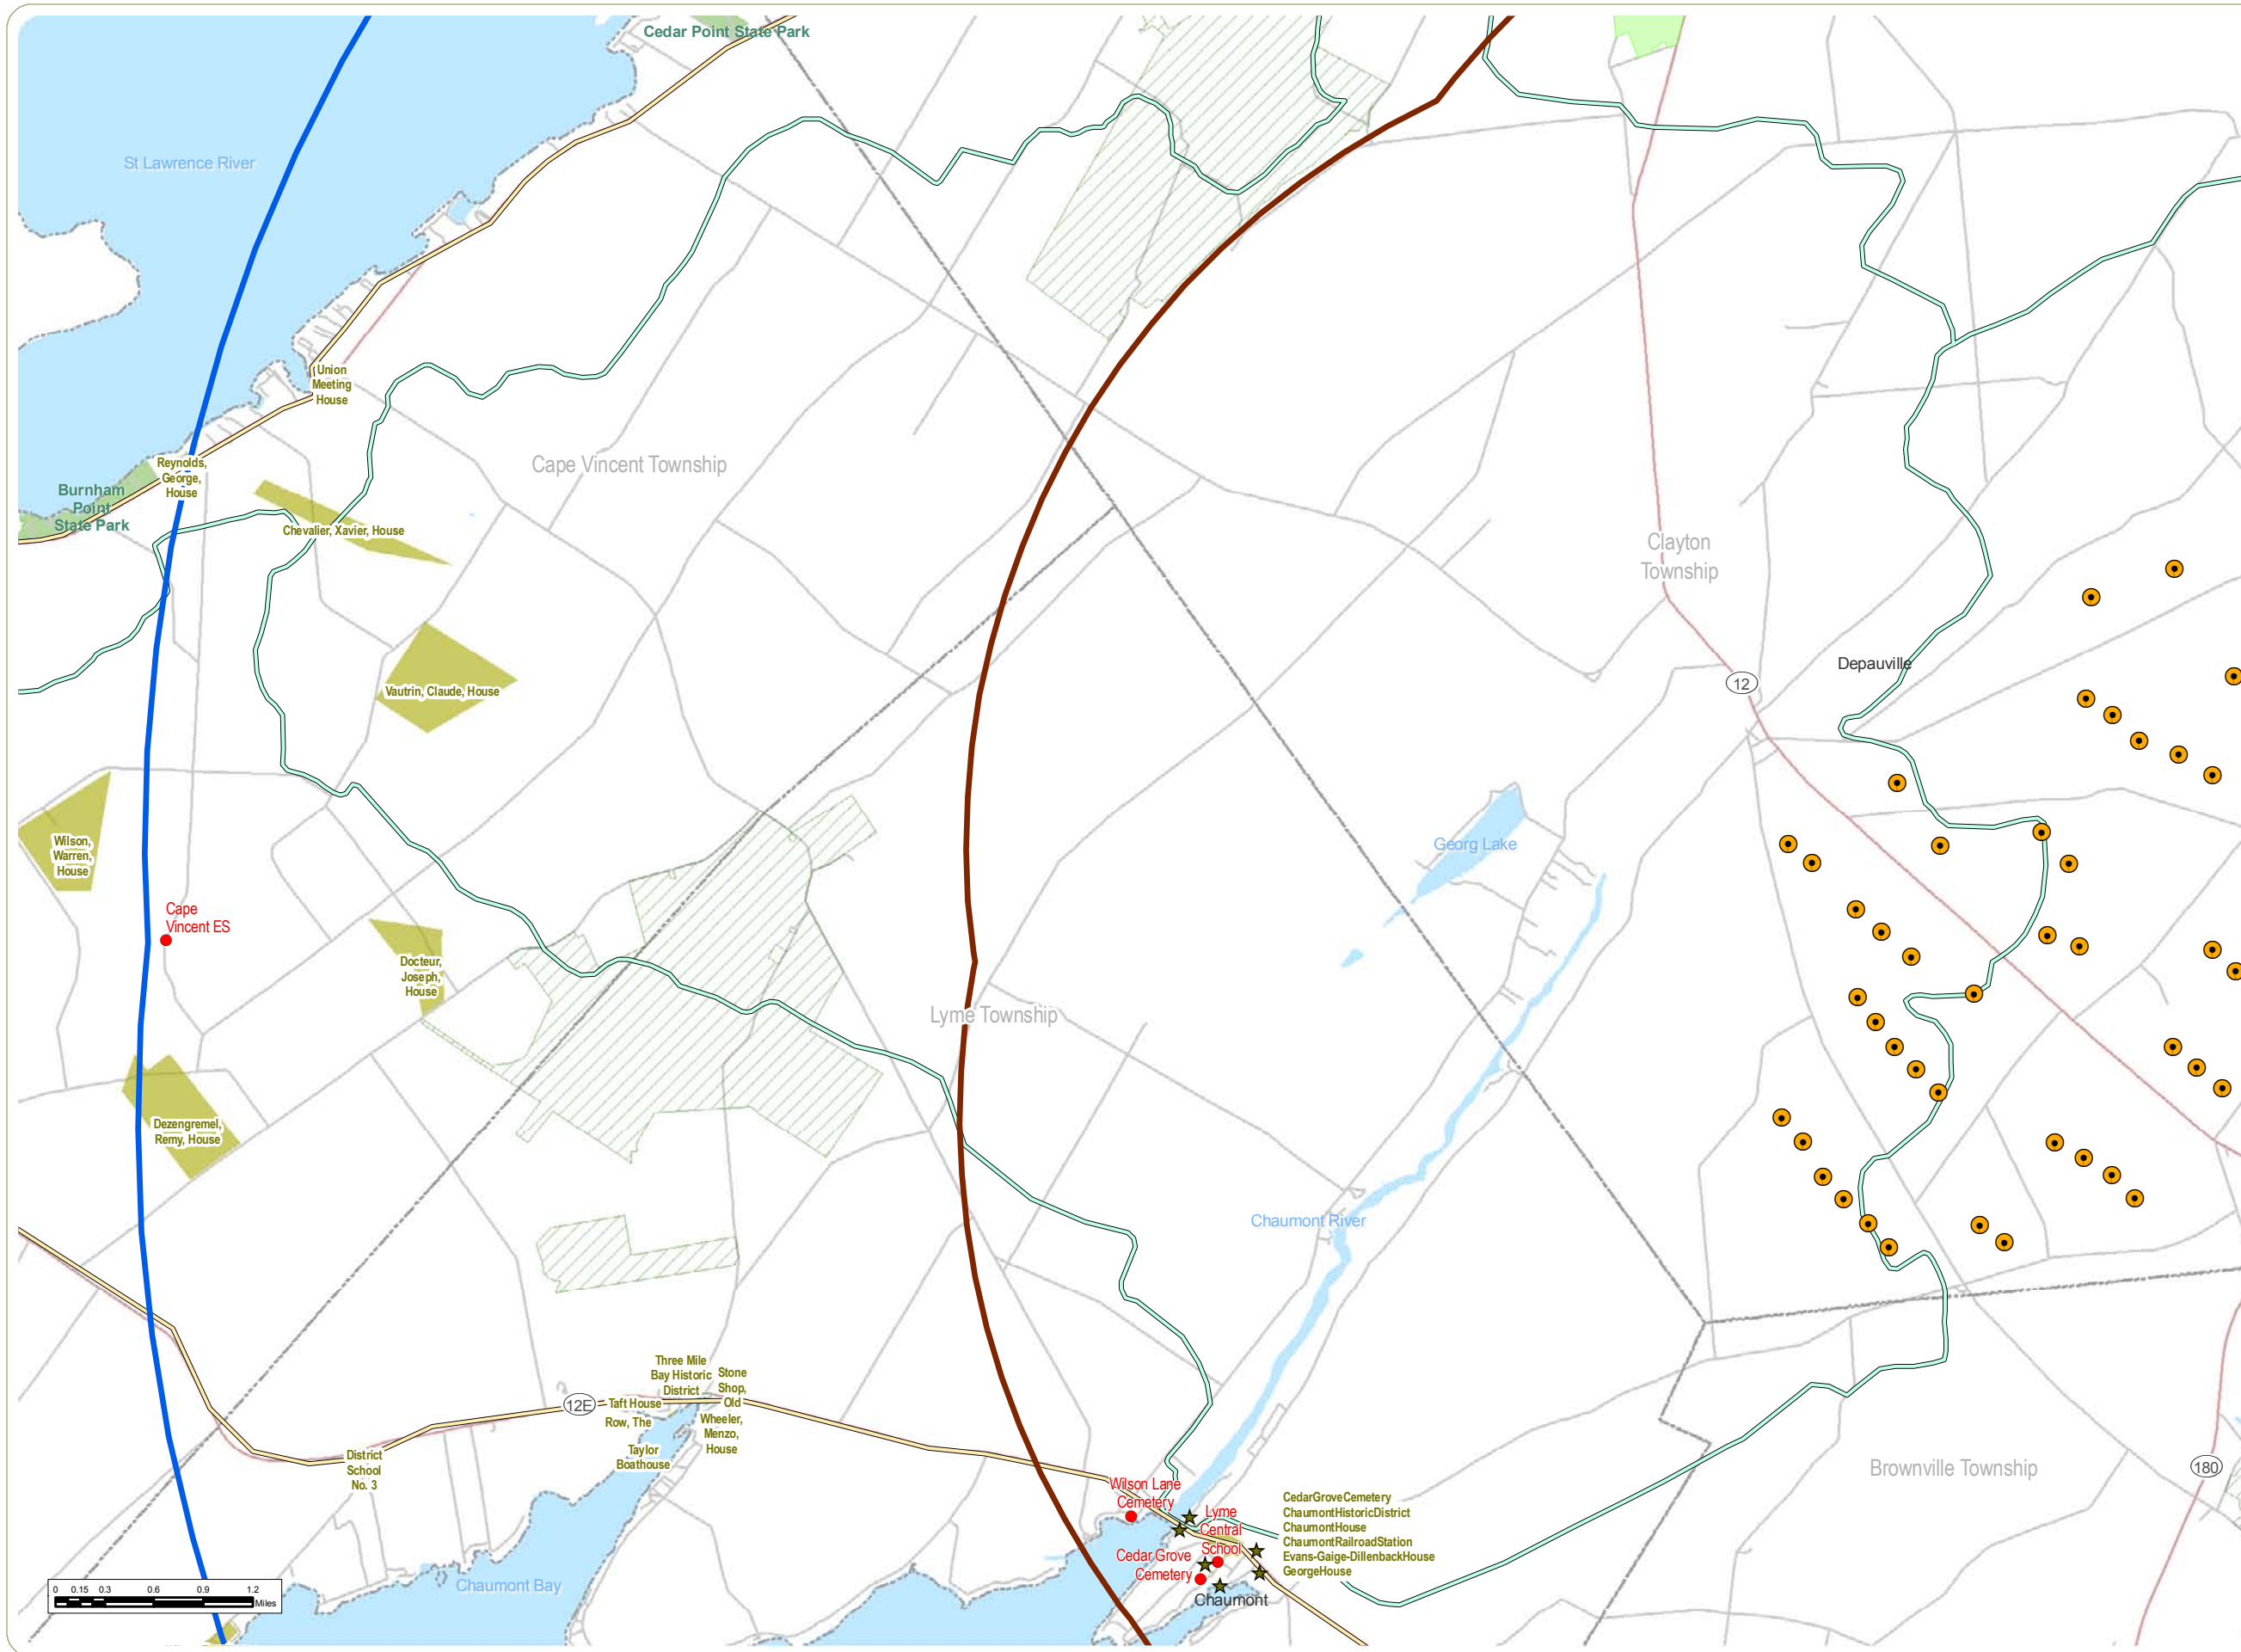 Cedar Point State Park
St Lawrence River
Union
Meeting
House
Cape Vincent Township
Reynolds,
George,
House
Burnham
Point
State Park
Chevalier, Xavier, House
Clayton
Township
Depauville
12
Vautrin, Claude, House
Wilson,
Warren,
House
Georg Lake
Cape
Vincent ES
Docteur,
Joseph,
House
Lyme Township
Dezengremel,
Remy, House
Chaumont River
Three Mile
Bay Historic
District
Stone
Shop,
Old
12E
Taft House
Row, The
Wheeler,
Menzo,
House
Taylor
Boathouse
District
School
No. 3
Brownville Township
180
Wilson Lane
Cemetery
Lyme
Central
School
CedarGroveCemetery
ChaumontHistoricDistrict
ChaumontHouse
ChaumontRailroadStation
Evans-Gaige-DillenbackHouse
GeorgeHouse
Cedar Grove
Cemetery
Chaumont
Chaumont Bay
0 0.15 0.3 0.6 0.9 1.2
Miles